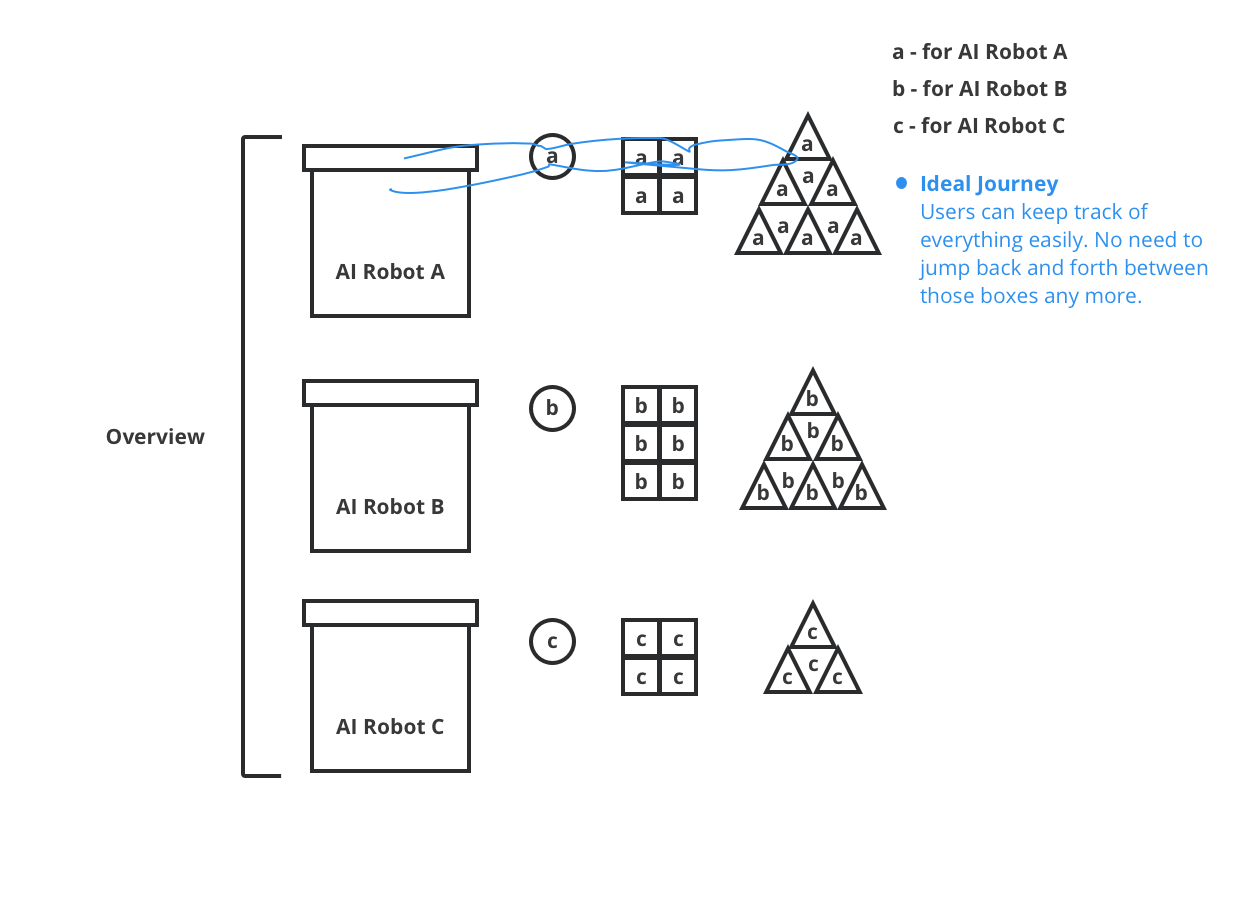 a - for AI Robot A
b - for AI Robot B
c - for AI Robot C
Ideal Journey
Users can keep track of
everything easily. No need to
jump back and forth between
those boxes any more.
Overview
AI Robot A
a
a a
a a
a
a a a
a a a a a
AI Robot B
b
b b
b b
b b
b
b b b
b b b b b
AI Robot C
c
c c
c c
c
c c c